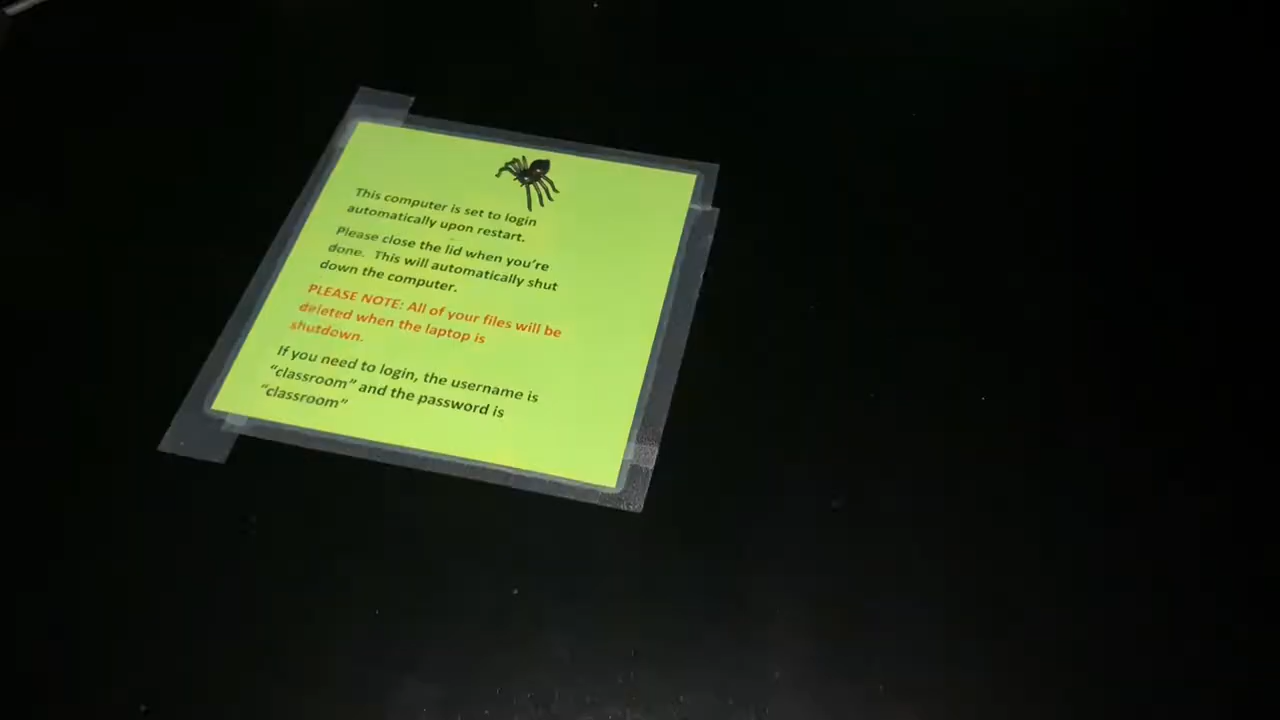 This computer is set to login
automatically upon restart.
Please close the lid when you're
done. This will automatically shut
down the computer.
PLEASE NOTE: All of your files will be
deleted when the laptop is
shutdown.
If you need to login, the username is
"classroom" and the password is
"classroom"